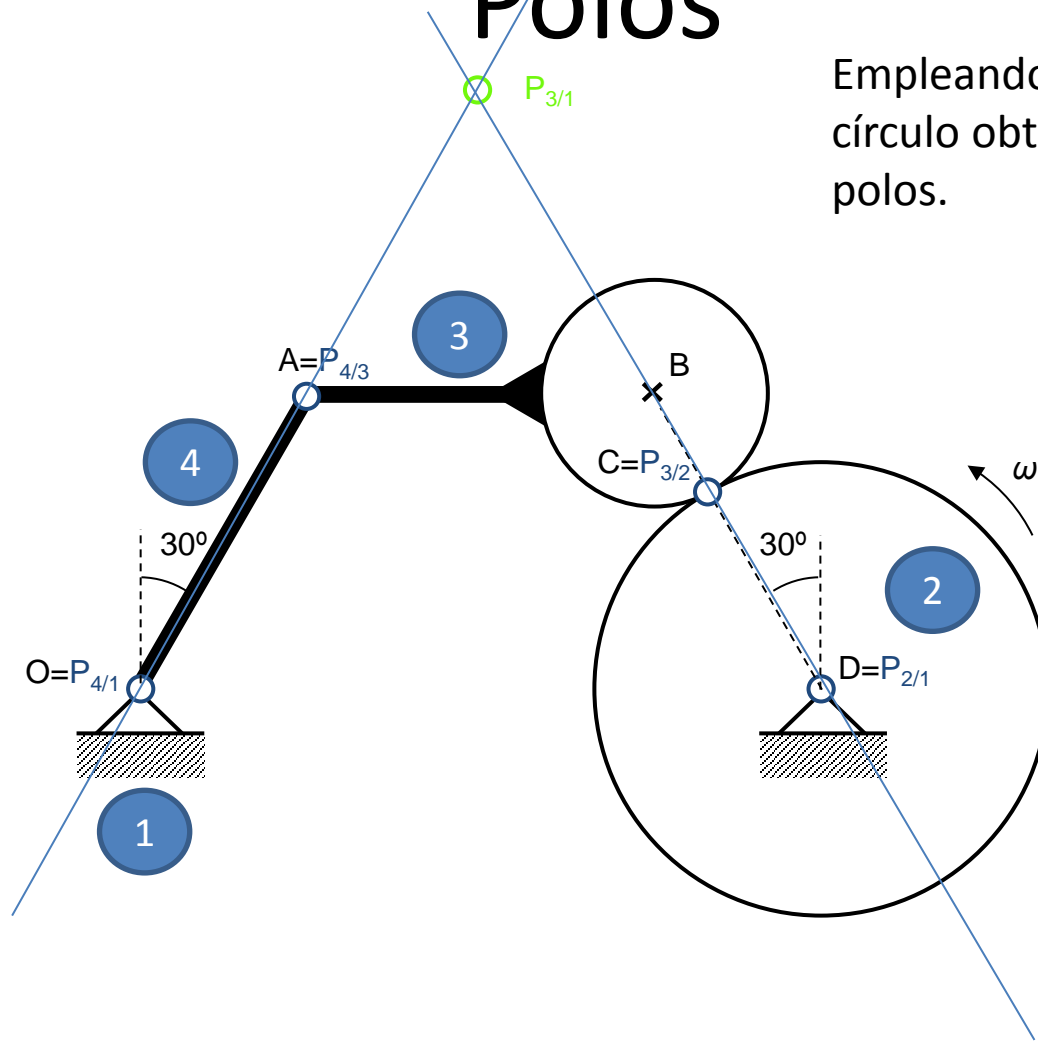 Polos
Empleando
círculo obt
polos.
P3/1
3
A=P4/3
B
4
C=P3/2
ω
30º
30º
2
O=P4/1
D=P2/1
1